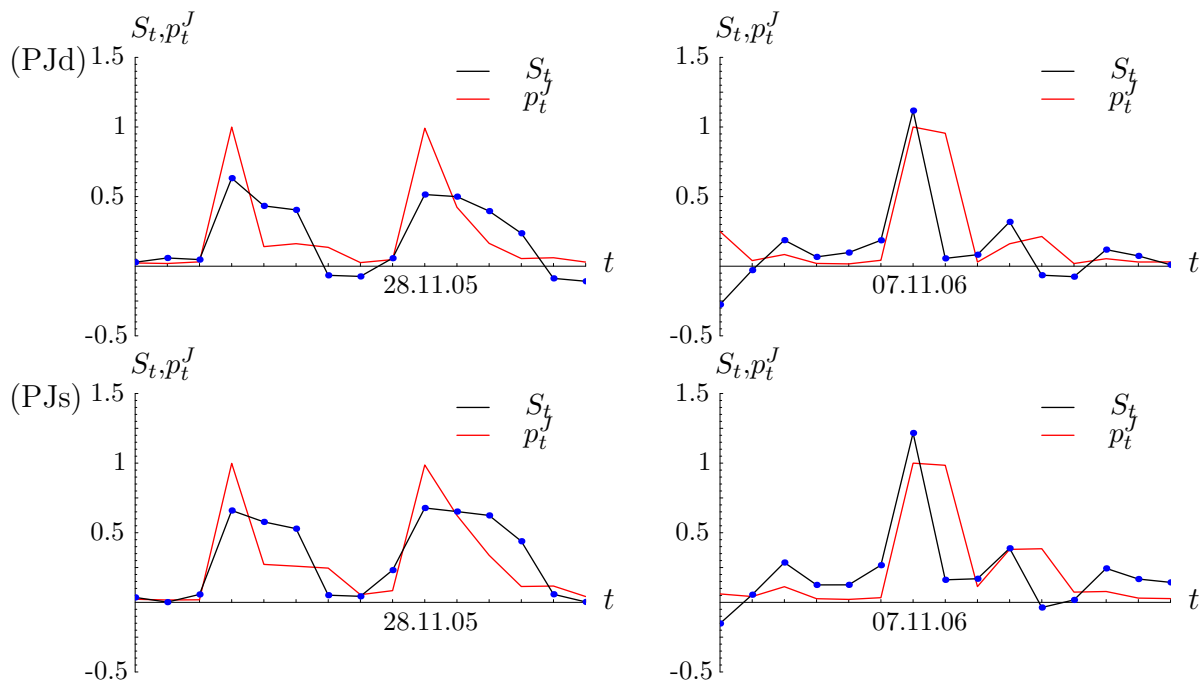 S_t,p_t^J S_t,p_t^J
(PJd) 1.5 1.5
S_t S_t
p_t^J p_t^J
1 1
0.5 0.5
t t
28.11.05 07.11.06
-0.5 -0.5
S_t,p_t^J S_t,p_t^J
(PJs) 1.5 1.5
S_t S_t
p_t^J p_t^J
1 1
0.5 0.5
t t
28.11.05 07.11.06
-0.5 -0.5